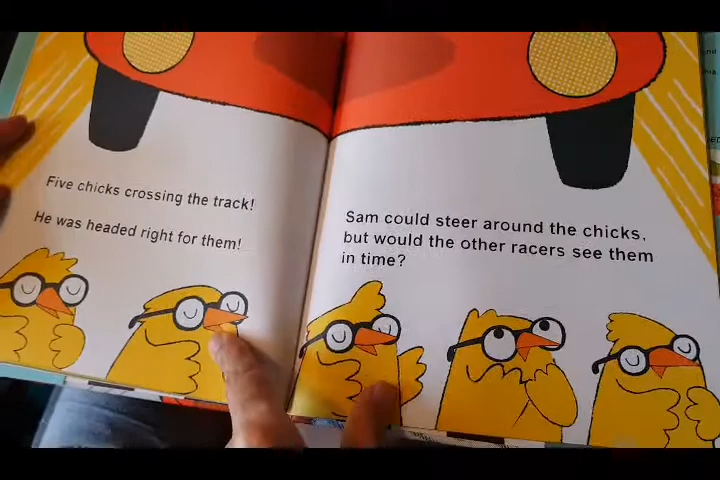 Five chicks crossing the track!
He was headed right for them!
Sam could steer around the chicks,
but would the other racers see them
in time?